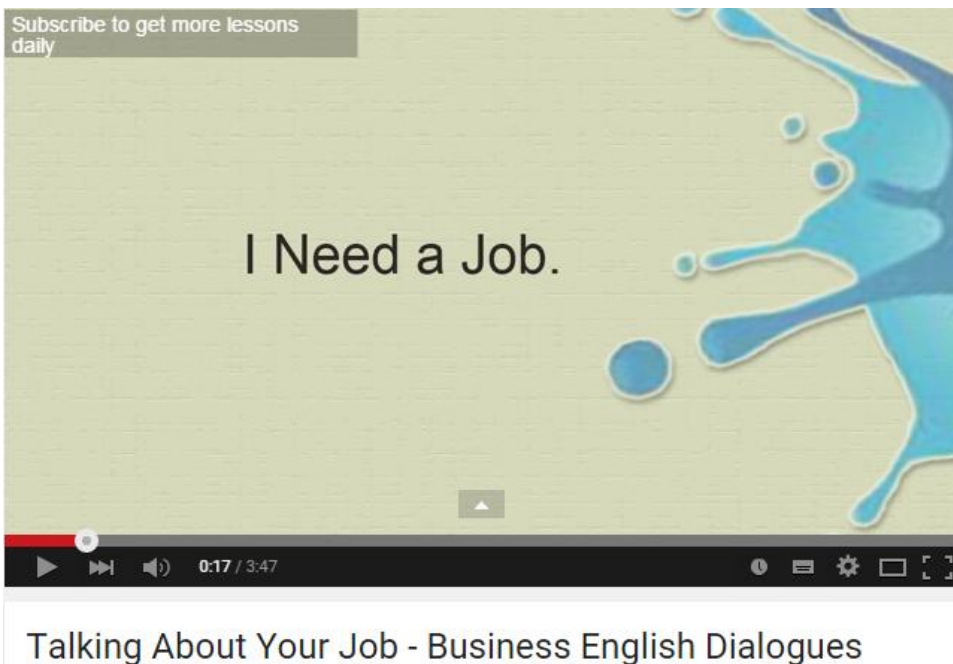 Subscribe to get more lessons
daily
I Need a Job.
0:17 / 3:47
Talking About Your Job - Business English Dialogues